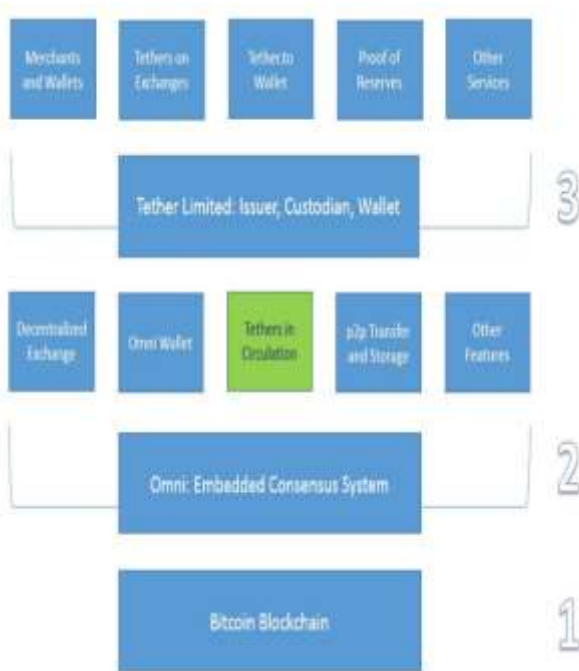 Merchants
and Wallets
Tethers on
Exchanges
Tether.to
Wallet
Proof of
Reserves
Other
Services
Tether Limited: Issuer, Custodian, Wallet
3
Decentralized
Exchange
Omni Wallet
Tethers in
Circulation
p2p Transfer
and Storage
Other
Features
Omni: Embedded Consensus System
2
Bitcoin Blockchain
1